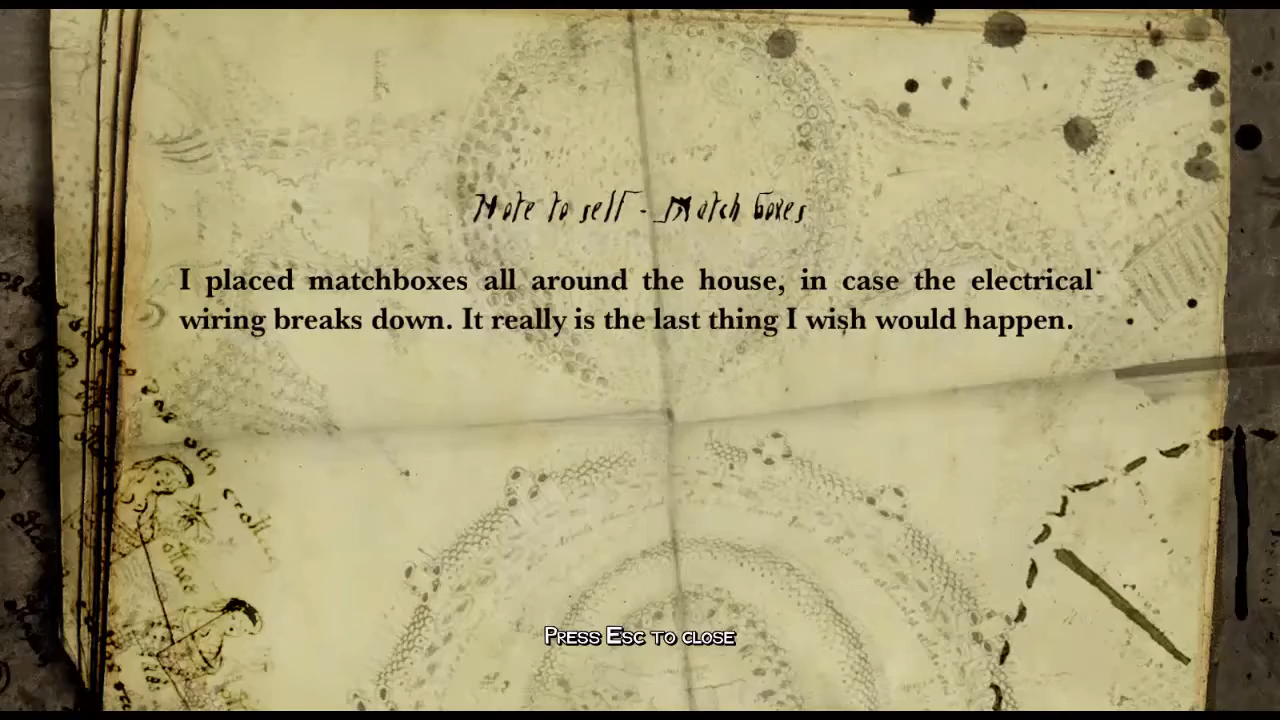 Note to self - Match boxes
I placed matchboxes all around the house, in case the electrical
wiring breaks down. It really is the last thing I wish would happen.
PRESS ESC TO CLOSE